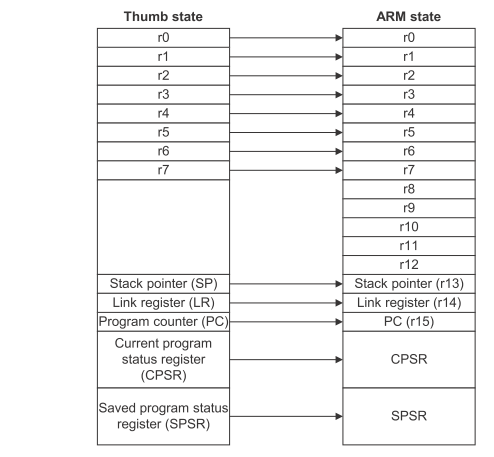 Thumb state
ARM state
r0
r0
r1
r1
r2
r2
r3
r3
r4
r4
r5
r5
r6
r6
r7
r7
r8
r9
r10
r11
r12
Stack pointer (SP)
Stack pointer (r13)
Link register (LR)
Link register (r14)
Program counter (PC)
PC (r15)
Current program
status register
(CPSR)
CPSR
Saved program status
register (SPSR)
SPSR